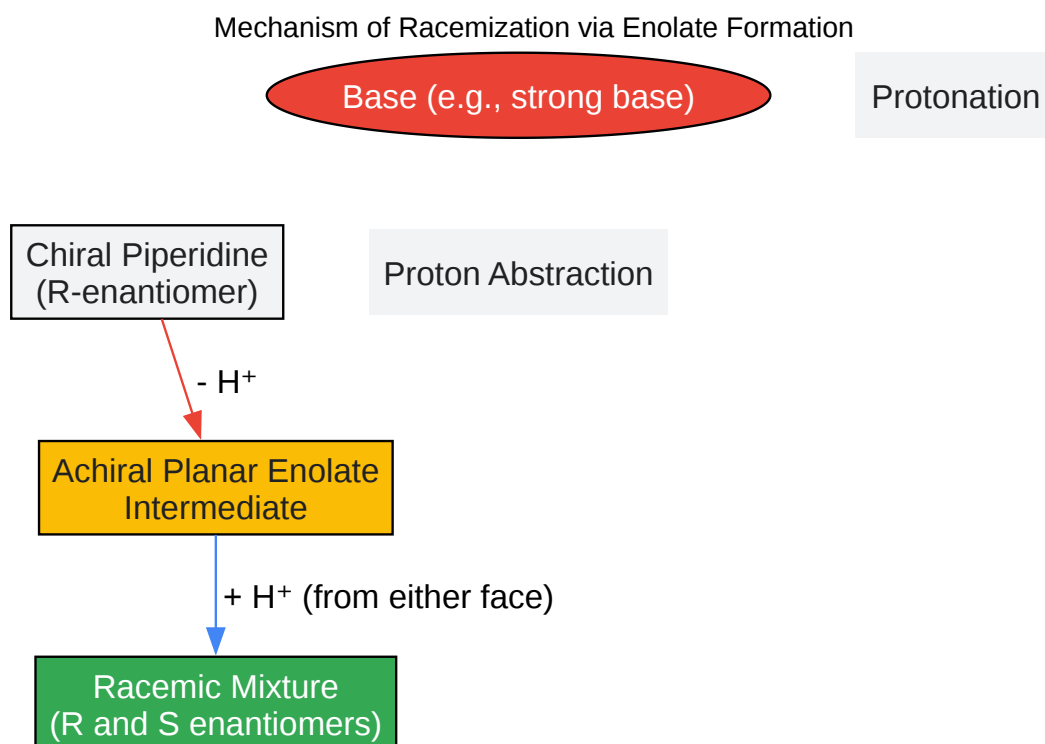 Mechanism of Racemization via Enolate Formation
Base (e.g., strong base)
Protonation
Chiral Piperidine
(R-enantiomer)
Proton Abstraction
- H⁺
Achiral Planar Enolate
Intermediate
+ H⁺ (from either face)
Racemic Mixture
(R and S enantiomers)